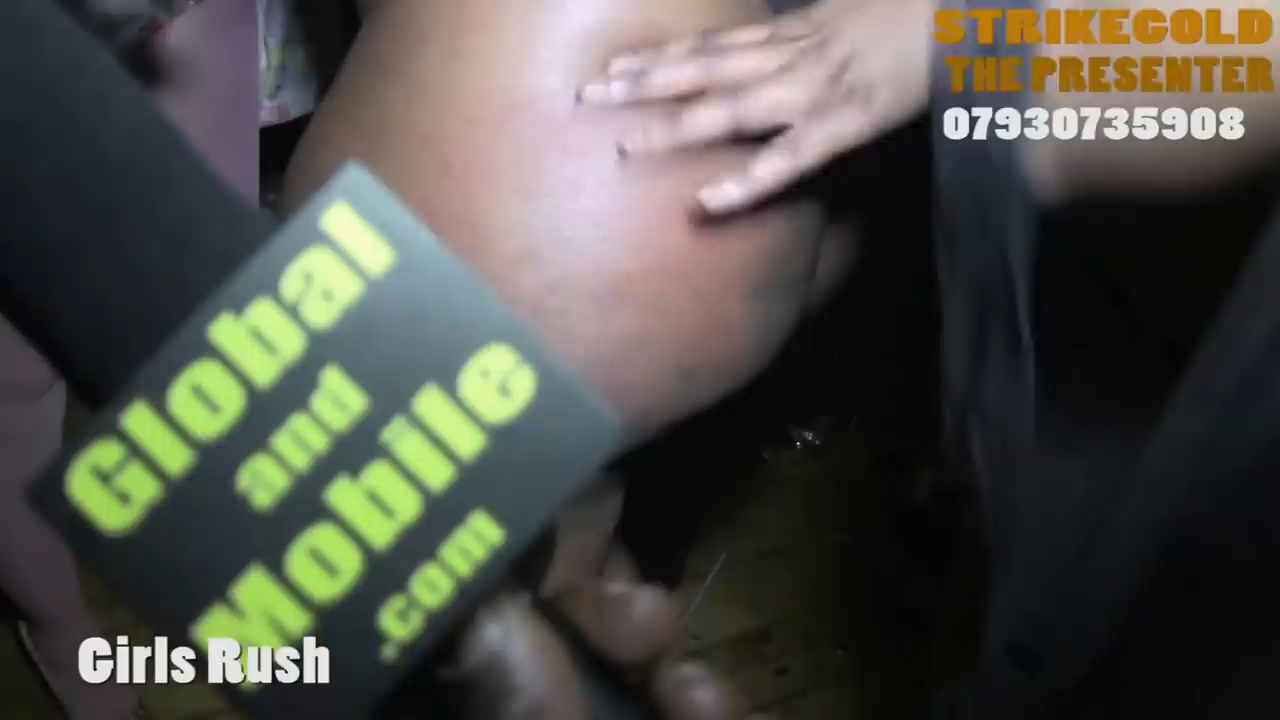 STRIKEGOLD
THE PRESENTER
07930735908
Global
and
Mobile
.com
Girls Rush